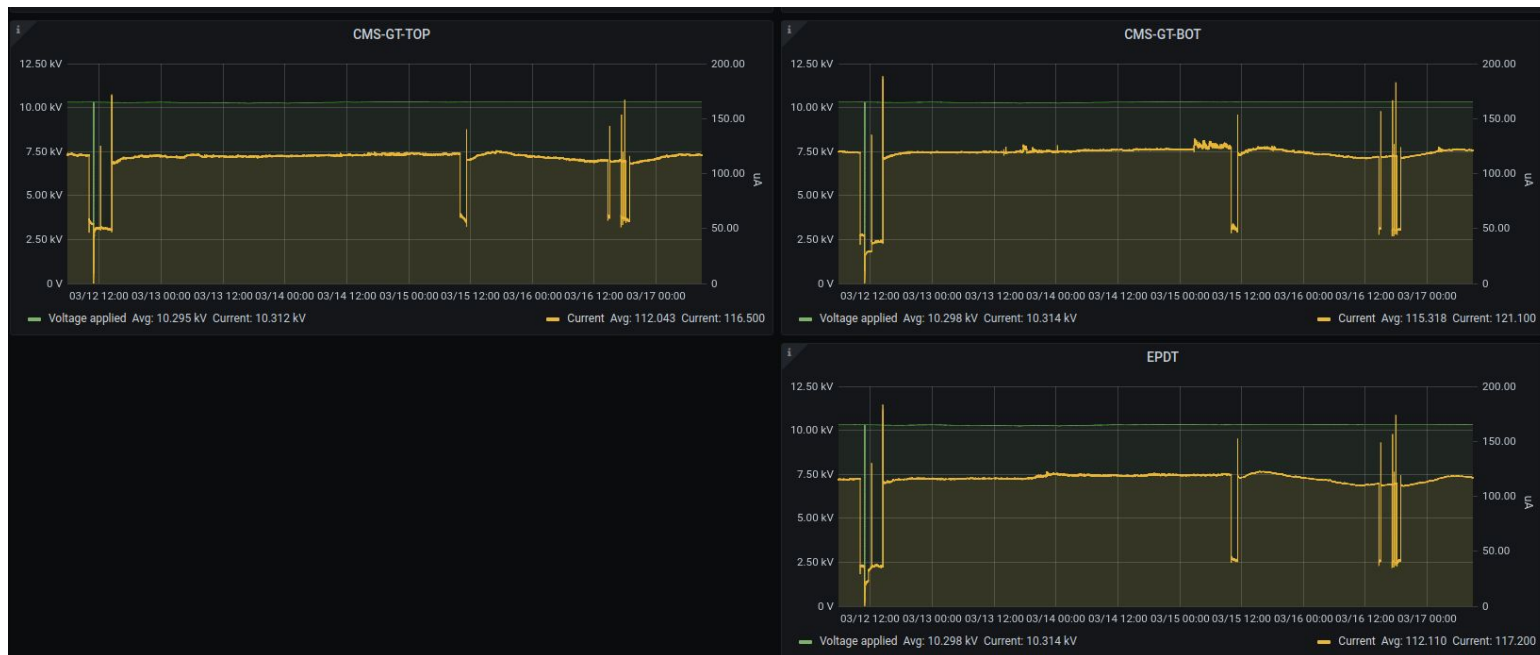 CMS-GT-TOP
12.50 kV
10.00 kV
7.50 kV
5.00 kV
2.50 kV
0 V
200.00
150.00
100.00
50.00
0
uA
03/12 12:00 03/13 00:00 03/13 12:00 03/14 00:00 03/14 12:00 03/15 00:00 03/15 12:00 03/16 00:00 03/16 12:00 03/17 00:00
Voltage applied Avg: 10.295 kV Current: 10.312 kV
Current Avg: 112.043 Current: 116.500
CMS-GT-BOT
12.50 kV
10.00 kV
7.50 kV
5.00 kV
2.50 kV
0 V
200.00
150.00
100.00
50.00
0
uA
03/12 12:00 03/13 00:00 03/13 12:00 03/14 00:00 03/14 12:00 03/15 00:00 03/15 12:00 03/16 00:00 03/16 12:00 03/17 00:00
Voltage applied Avg: 10.298 kV Current: 10.314 kV
Current Avg: 115.318 Current: 121.100
EPDT
12.50 kV
10.00 kV
7.50 kV
5.00 kV
2.50 kV
0 V
200.00
150.00
100.00
50.00
0
uA
03/12 12:00 03/13 00:00 03/13 12:00 03/14 00:00 03/14 12:00 03/15 00:00 03/15 12:00 03/16 00:00 03/16 12:00 03/17 00:00
Voltage applied Avg: 10.298 kV Current: 10.314 kV
Current Avg: 112.110 Current: 117.200